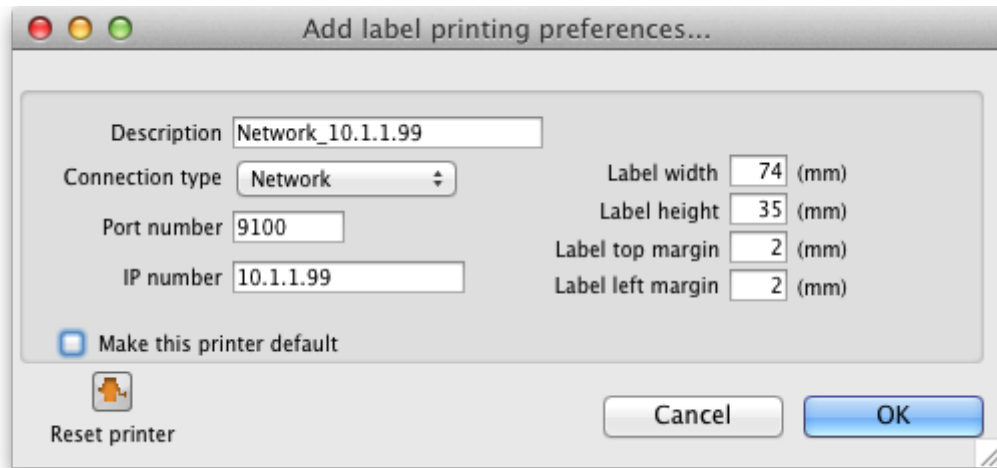 Add label printing preferences...
Description Network_10.1.1.99
Connection type Network
Port number 9100
IP number 10.1.1.99
Label width 74 (mm)
Label height 35 (mm)
Label top margin 2 (mm)
Label left margin 2 (mm)
Make this printer default
Reset printer
Cancel OK